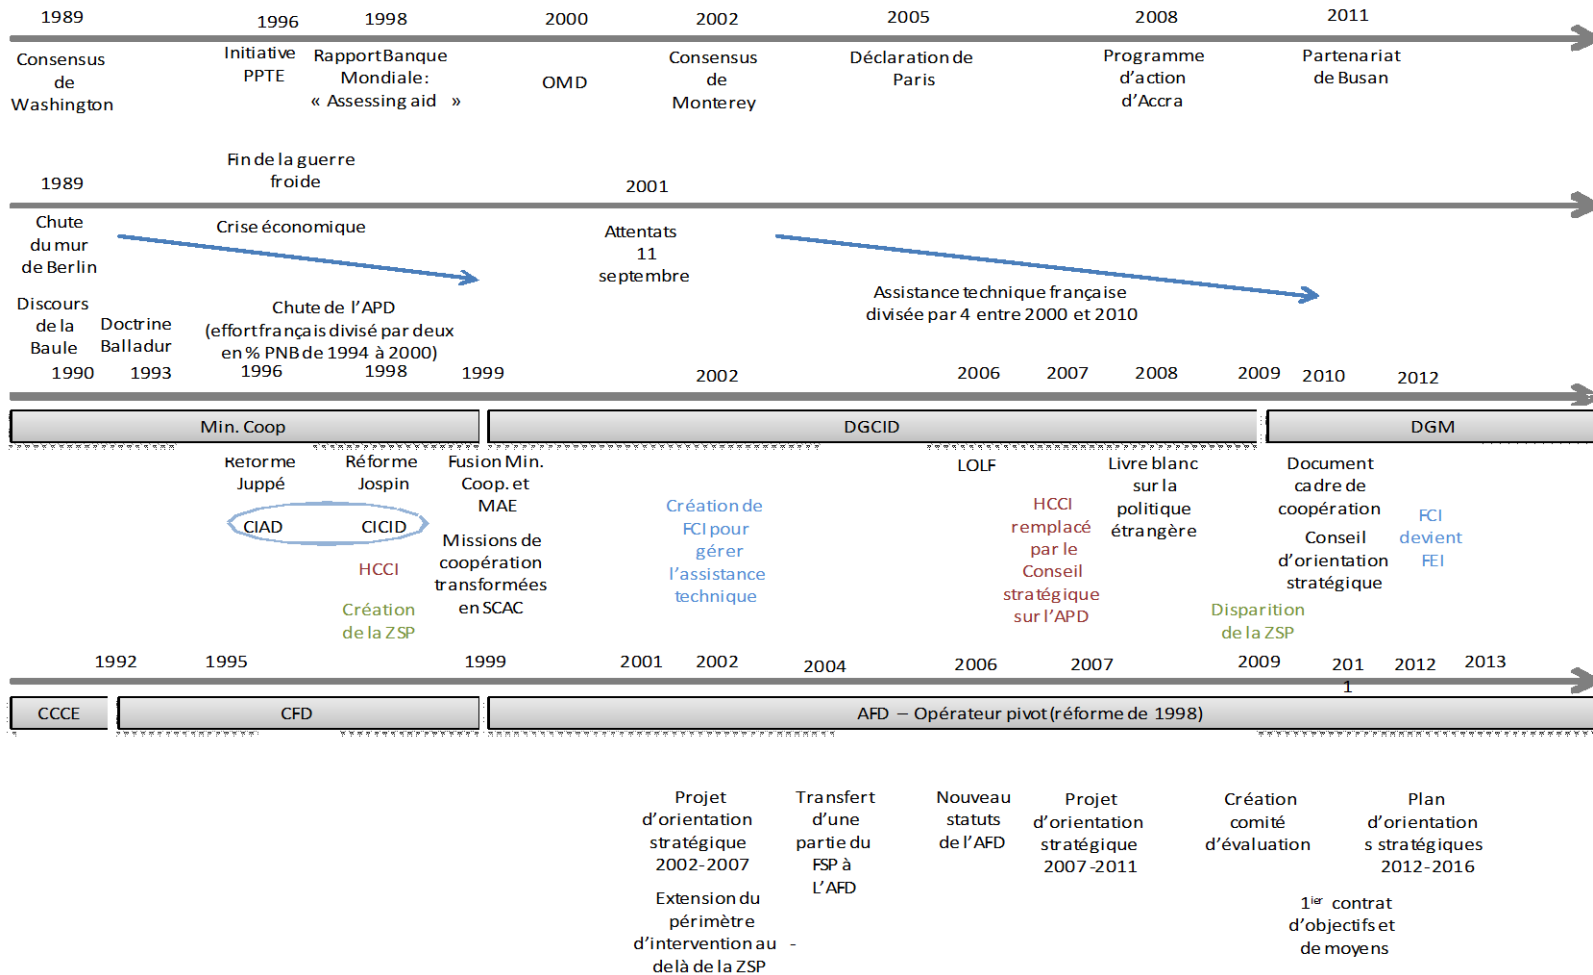 1989
1996
1998
2000
2002
2005
2008
2011
Consensus
de
Washington
Initiative
PPTE
Rapport Banque
Mondiale:
« Assessing aid »
OMD
Consensus
de
Monterey
Déclaration de
Paris
Programme
d’action
d’Accra
Partenariat
de Busan
Fin de la guerre
froide
1989
2001
Chute
du mur
de Berlin
Crise économique
Attentats
11
septembre
Discours
de la
Baule
Doctrine
Balladur
Chute de l’APD
(effort français divisé par deux
en % PNB de 1994 à 2000)
Assistance technique française
divisée par 4 entre 2000 et 2010
1990
1993
1996
1998
1999
2002
2006
2007
2008
2009
2010
2012
Min. Coop
DGCID
DGM
Reforme
Juppé
Réforme
Jospin
CIAD
CICID
HCCI
Création
de la ZSP
Fusion Min.
Coop. et
MAE
Missions de
coopération
transformées
en SCAC
Création de
FCI pour
gérer
l’assistance
technique
LOLF
HCCI
remplacé
par le
Conseil
stratégique
sur l’APD
Livre blanc
sur la
politique
étrangère
Disparition
de la ZSP
Document
cadre de
coopération
Conseil
d’orientation
stratégique
FCI
devient
FEI
1992
1995
1999
2001
2002
2004
2006
2007
2009
201
1
2012
2013
CCCE
CFD
AFD – Opérateur pivot (réforme de 1998)
Projet
d’orientation
stratégique
2002-2007
Extension du
périmètre
d’intervention au -
delà de la ZSP
Transfert
d’une
partie du
FSP à
L’AFD
Nouveau
statuts
de l’AFD
Projet
d’orientation
stratégique
2007-2011
Création
comité
d’évaluation
1ier contrat
d’objectifs et
de moyens
Plan
d’orientation
s stratégiques
2012-2016